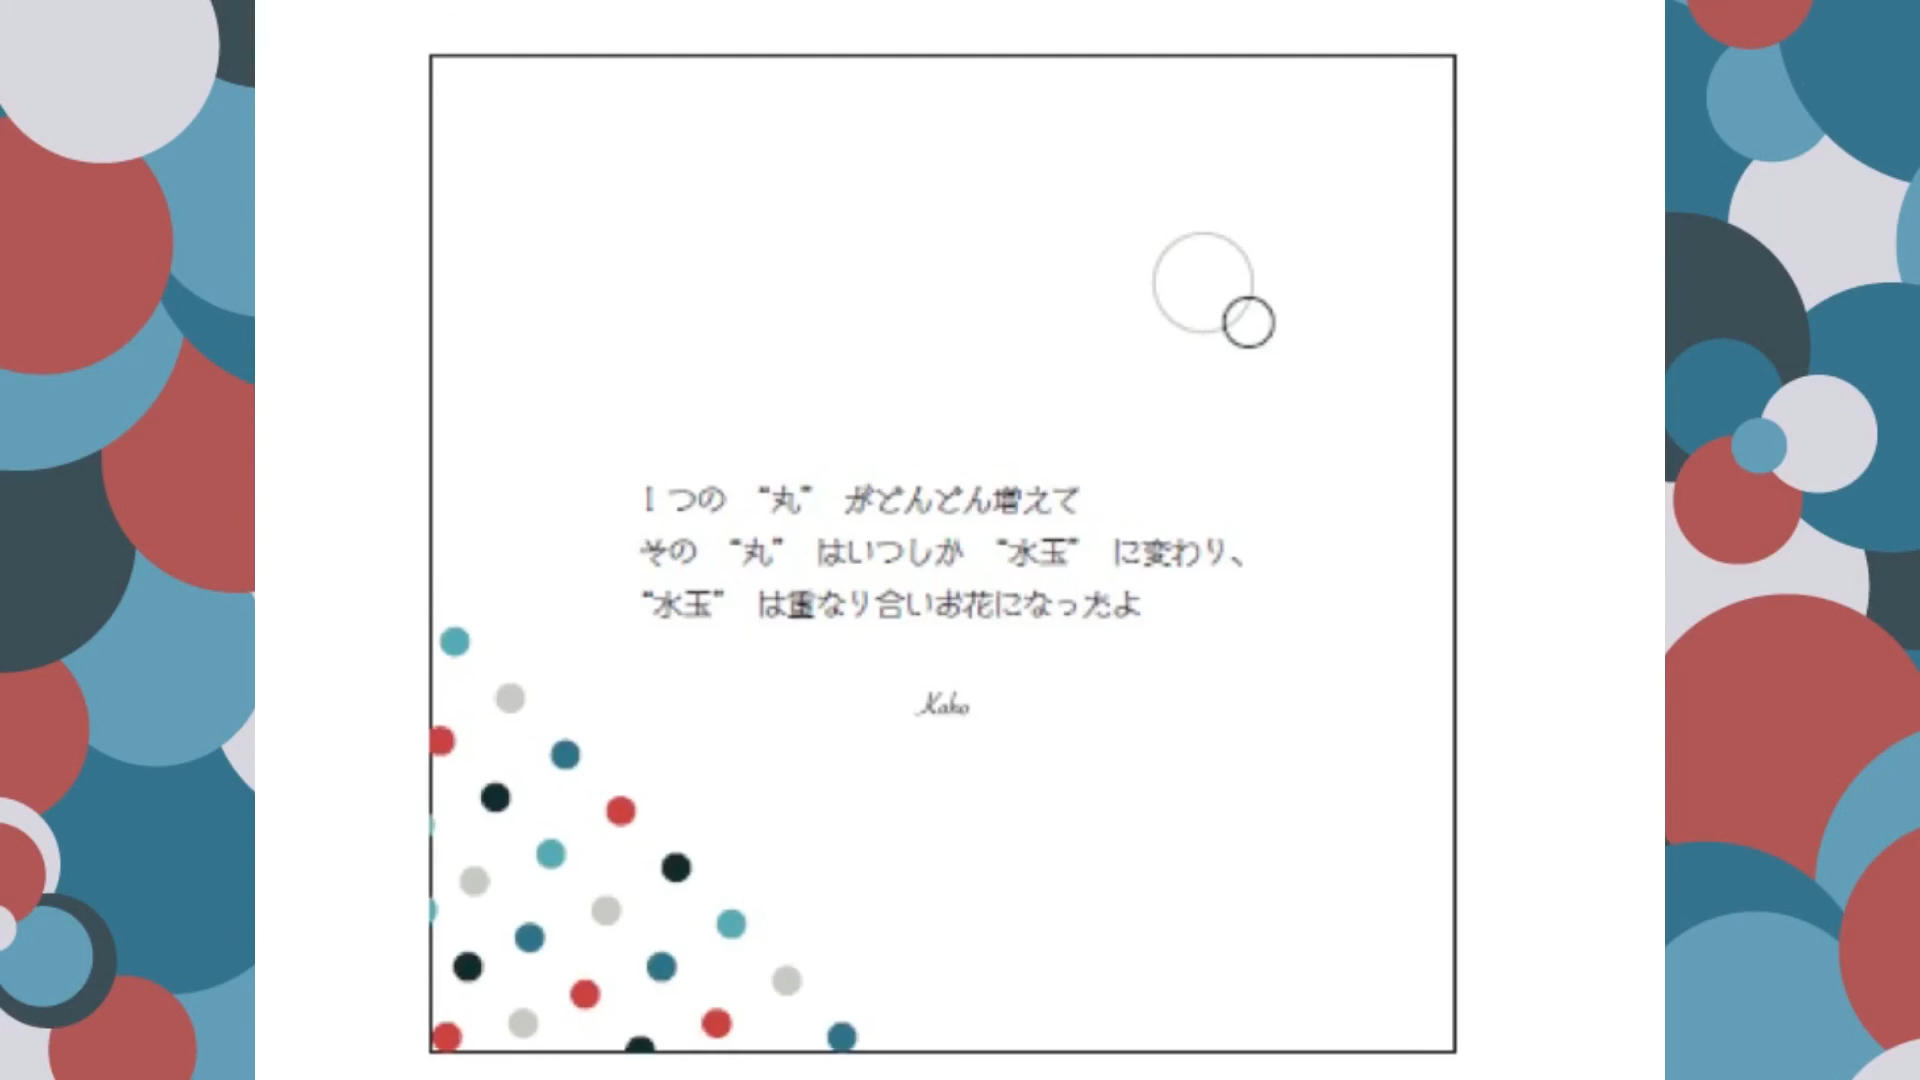 1つの “丸” がどんどん増えて
その “丸” はいつしか “水玉” に変わり、
“水玉” は重なり合いお花になったよ
Kako